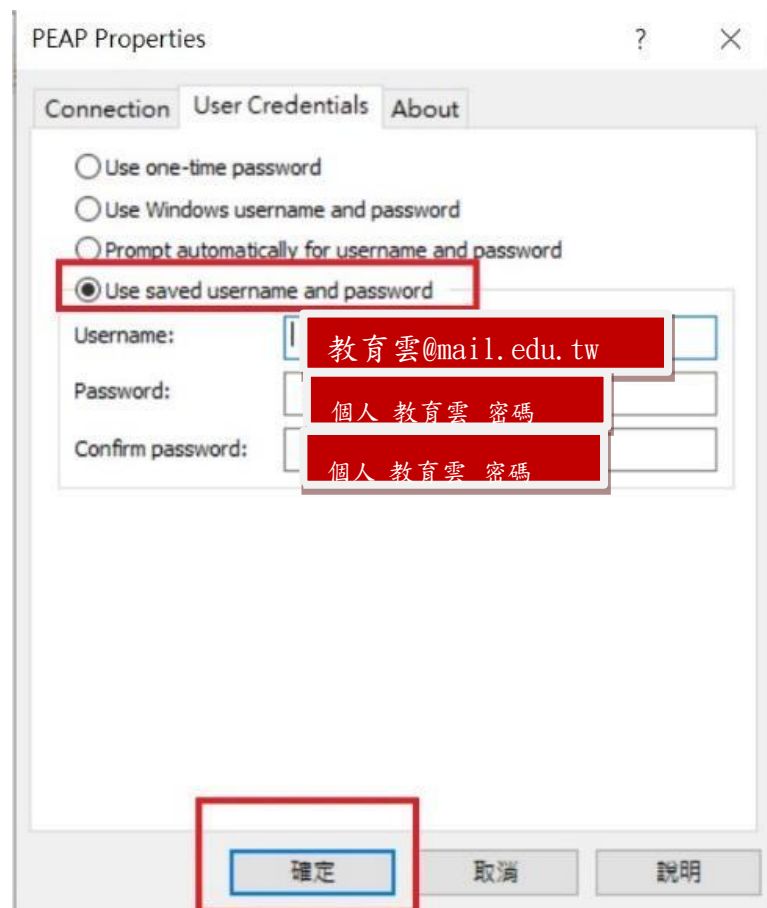 PEAP Properties ? ×
Connection User Credentials About
Use one-time password
Use Windows username and password
Prompt automatically for username and password
Use saved username and password
Username: 教育雲@mail.edu.tw
Password: 個人 教育雲 密碼
Confirm password: 個人 教育雲 密碼
確定 取消 說明